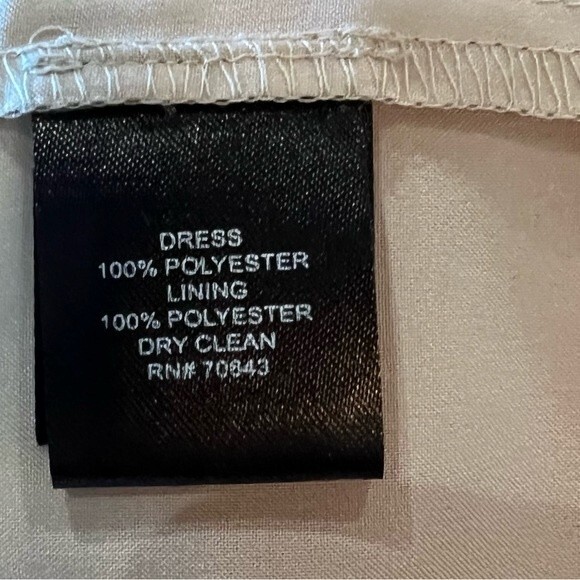 DRESS
100% POLYESTER
LINING
100% POLYESTER
DRY CLEAN
RN# 70843